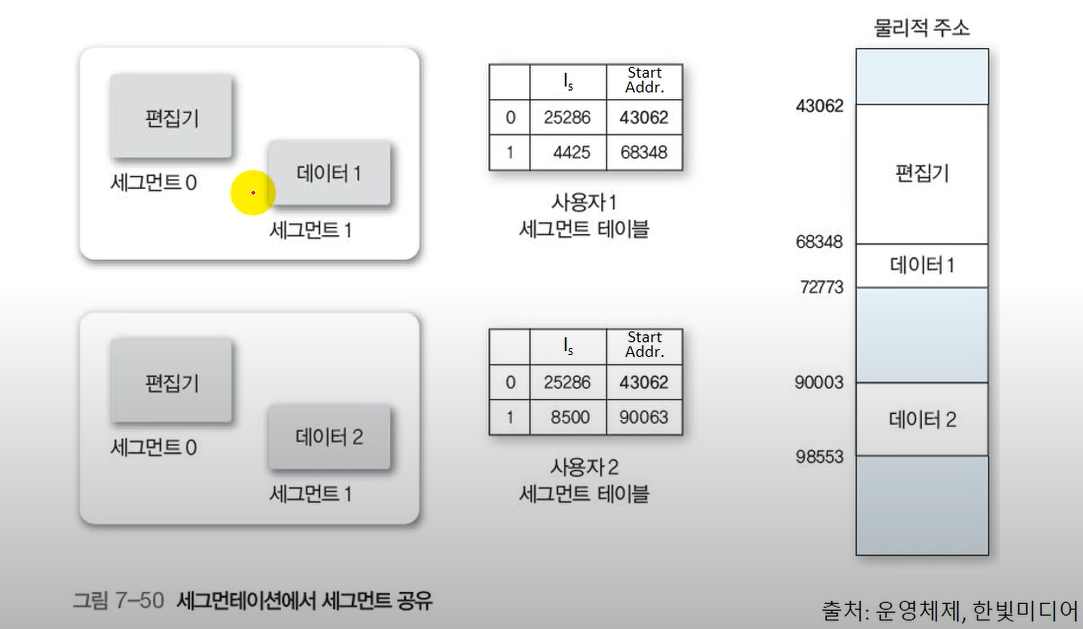 물리적 주소
편집기
세그먼트 0
데이터 1
세그먼트 1
ls Start Addr.
0 25286 43062
1 4425 68348
사용자 1
세그먼트 테이블
편집기
세그먼트 0
데이터 2
세그먼트 1
ls Start Addr.
0 25286 43062
1 8500 90063
사용자 2
세그먼트 테이블
43062
편집기
68348
데이터 1
72773
90003
데이터 2
98553
그림 7-50 세그먼테이션에서 세그먼트 공유
출처: 운영체제, 한빛미디어